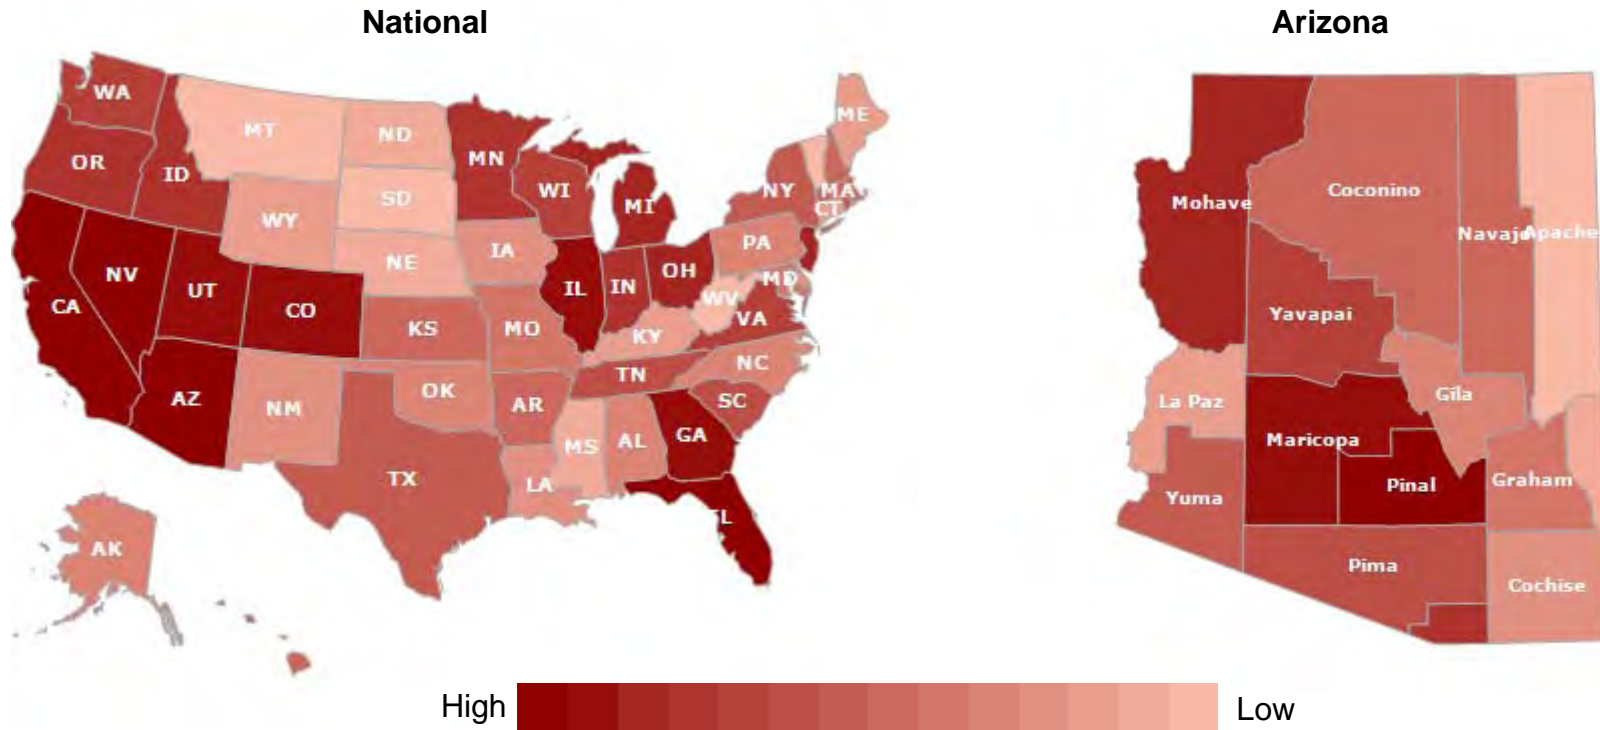 National
Arizona
WA
MT
ND
ME
OR
ID
MN
WI
MI
NY
MA
CT
SD
WY
IA
PA
NE
NV
UT
CO
CA
IL
IN
OH
MD
WV
VA
KS
MO
KY
NC
TN
AZ
NM
OK
AR
SC
GA
MS
AL
TX
LA
FL
AK
Mohave
Coconino
Navajo
Apache
Yavapai
La Paz
Gila
Maricopa
Yuma
Pinal
Graham
Pima
Cochise
High
Low